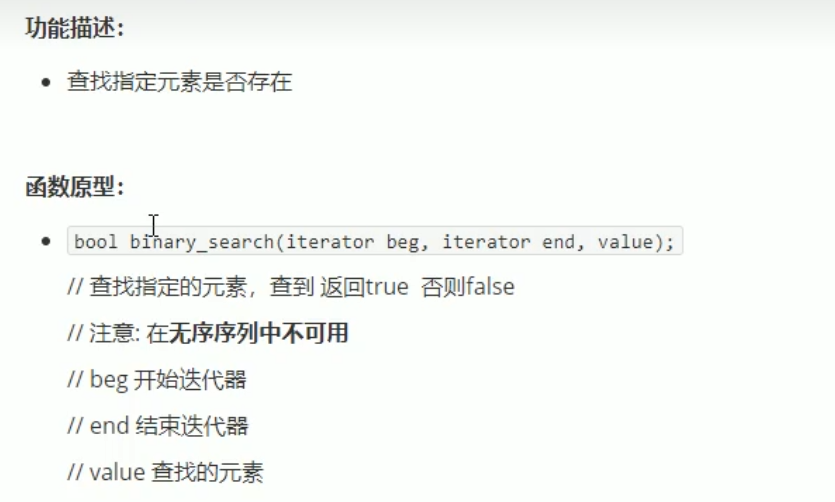 功能描述：
查找指定元素是否存在
函数原型：
bool binary_search(iterator beg, iterator end, value);
// 查找指定的元素，查到 返回true 否则false
// 注意: 在无序序列中不可用
// beg 开始迭代器
// end 结束迭代器
// value 查找的元素